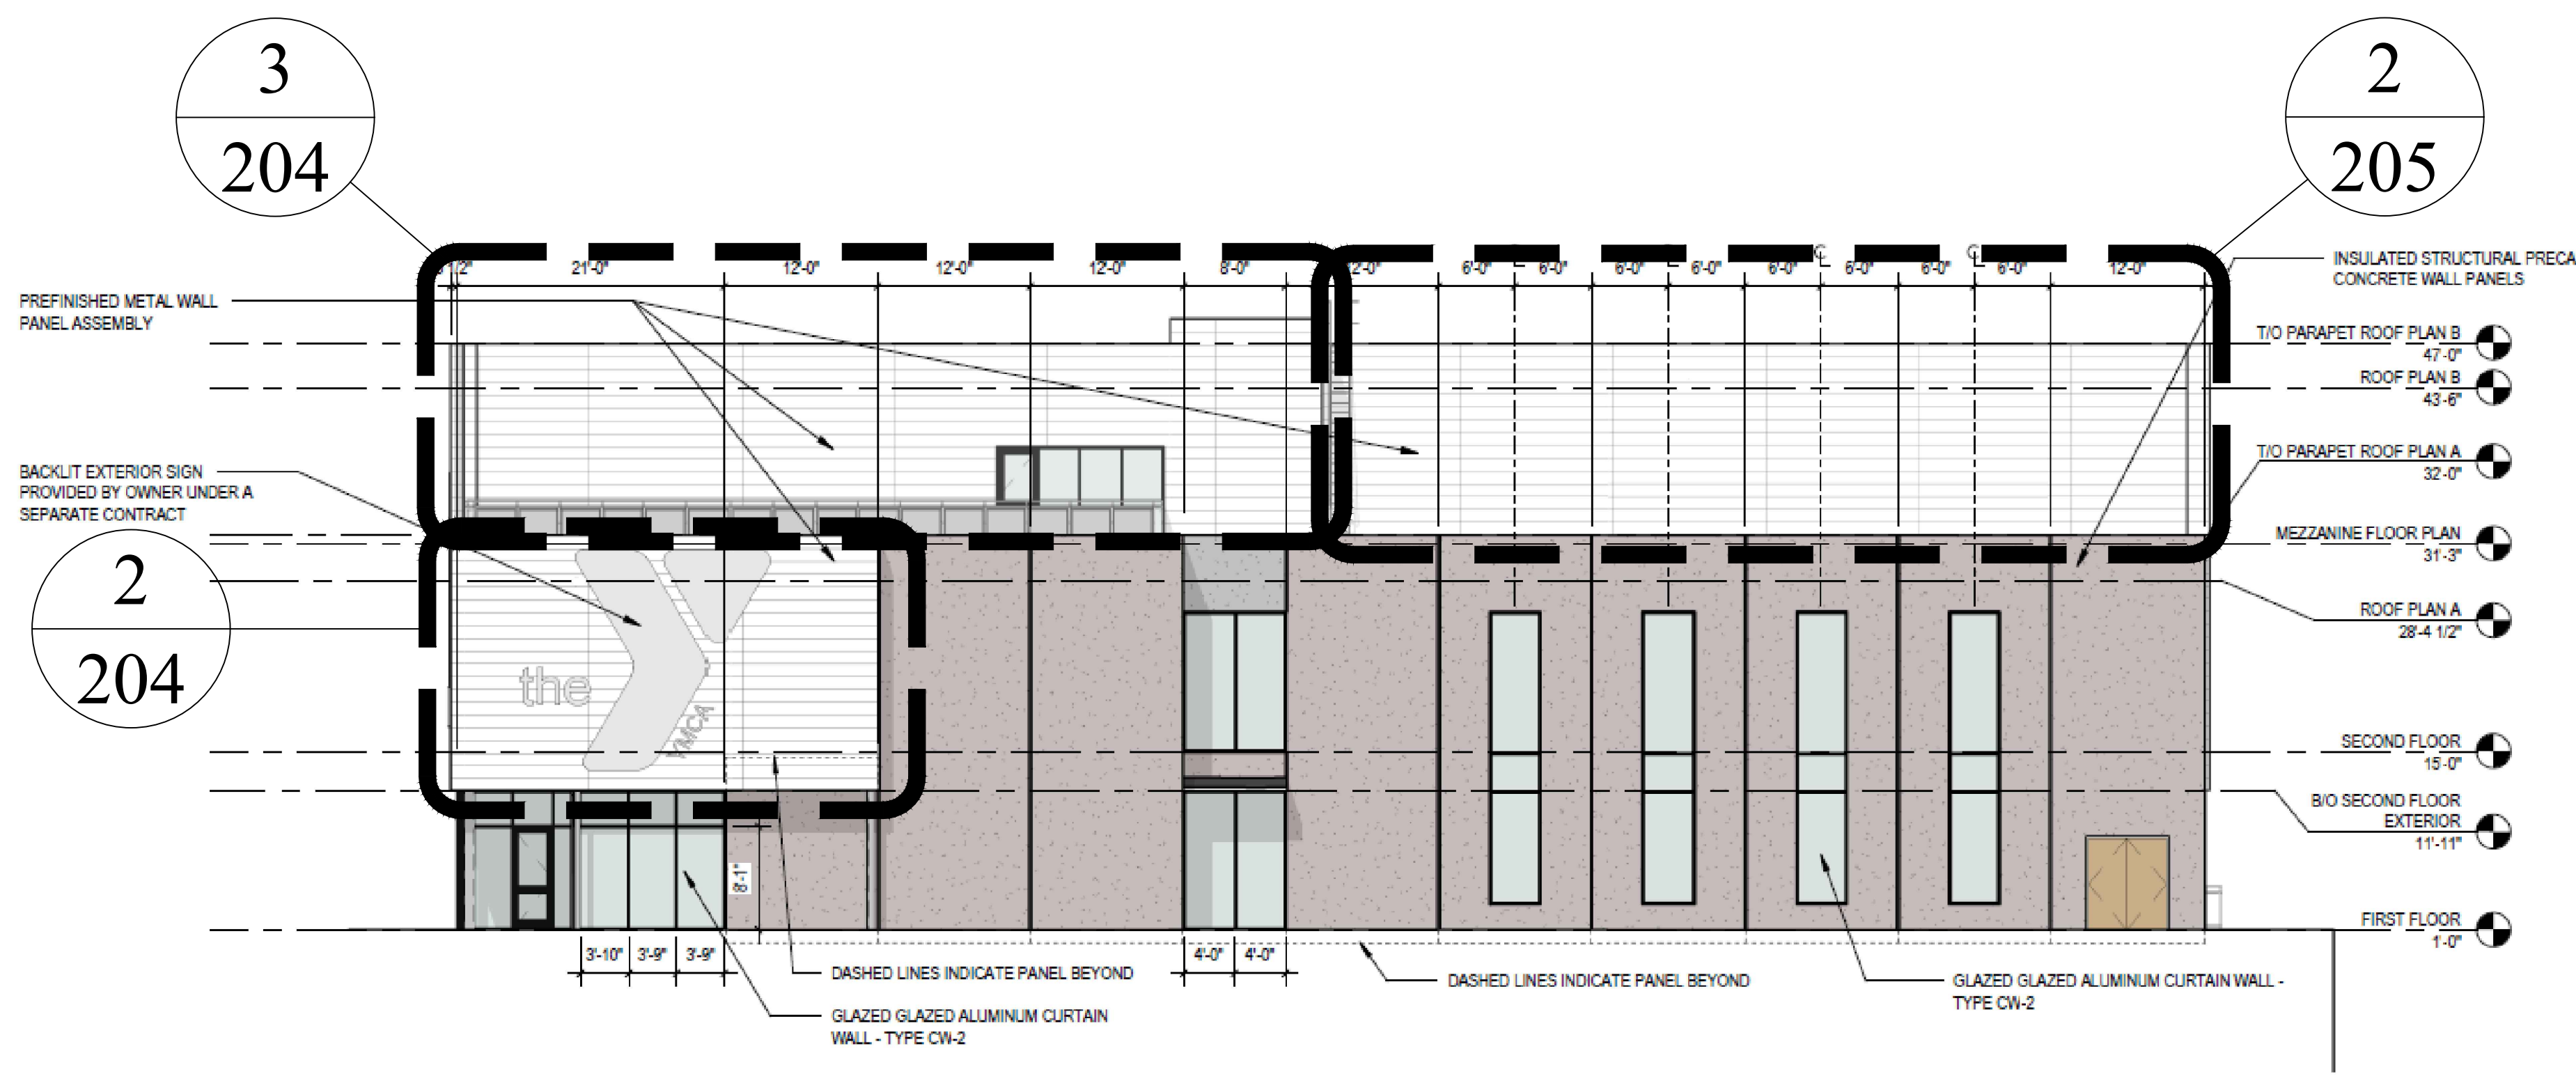 3
204
2
205
1/2"
21'-0"
12'-0"
12'-0"
12'-0"
8'-0"
12'-0"
6'-0"
6'-0"
6'-0"
6'-0"
6'-0"
6'-0"
6'-0"
6'-0"
12'-0"
INSULATED STRUCTURAL PRECA
CONCRETE WALL PANELS
PREFINISHED METAL WALL
PANEL ASSEMBLY
T/O PARAPET ROOF PLAN B
47'-0"
ROOF PLAN B
43'-6"
T/O PARAPET ROOF PLAN A
32'-0"
BACKLIT EXTERIOR SIGN
PROVIDED BY OWNER UNDER A
SEPARATE CONTRACT
MEZZANINE FLOOR PLAN
31'-3"
2
204
ROOF PLAN A
28'-4 1/2"
the
YMCA
SECOND FLOOR
15'-0"
B/O SECOND FLOOR
EXTERIOR
11'-11"
8'-1"
FIRST FLOOR
1'-0"
3'-10"
3'-9"
3'-9"
4'-0"
4'-0"
DASHED LINES INDICATE PANEL BEYOND
DASHED LINES INDICATE PANEL BEYOND
GLAZED GLAZED ALUMINUM CURTAIN WALL -
TYPE CW-2
GLAZED GLAZED ALUMINUM CURTAIN
WALL - TYPE CW-2